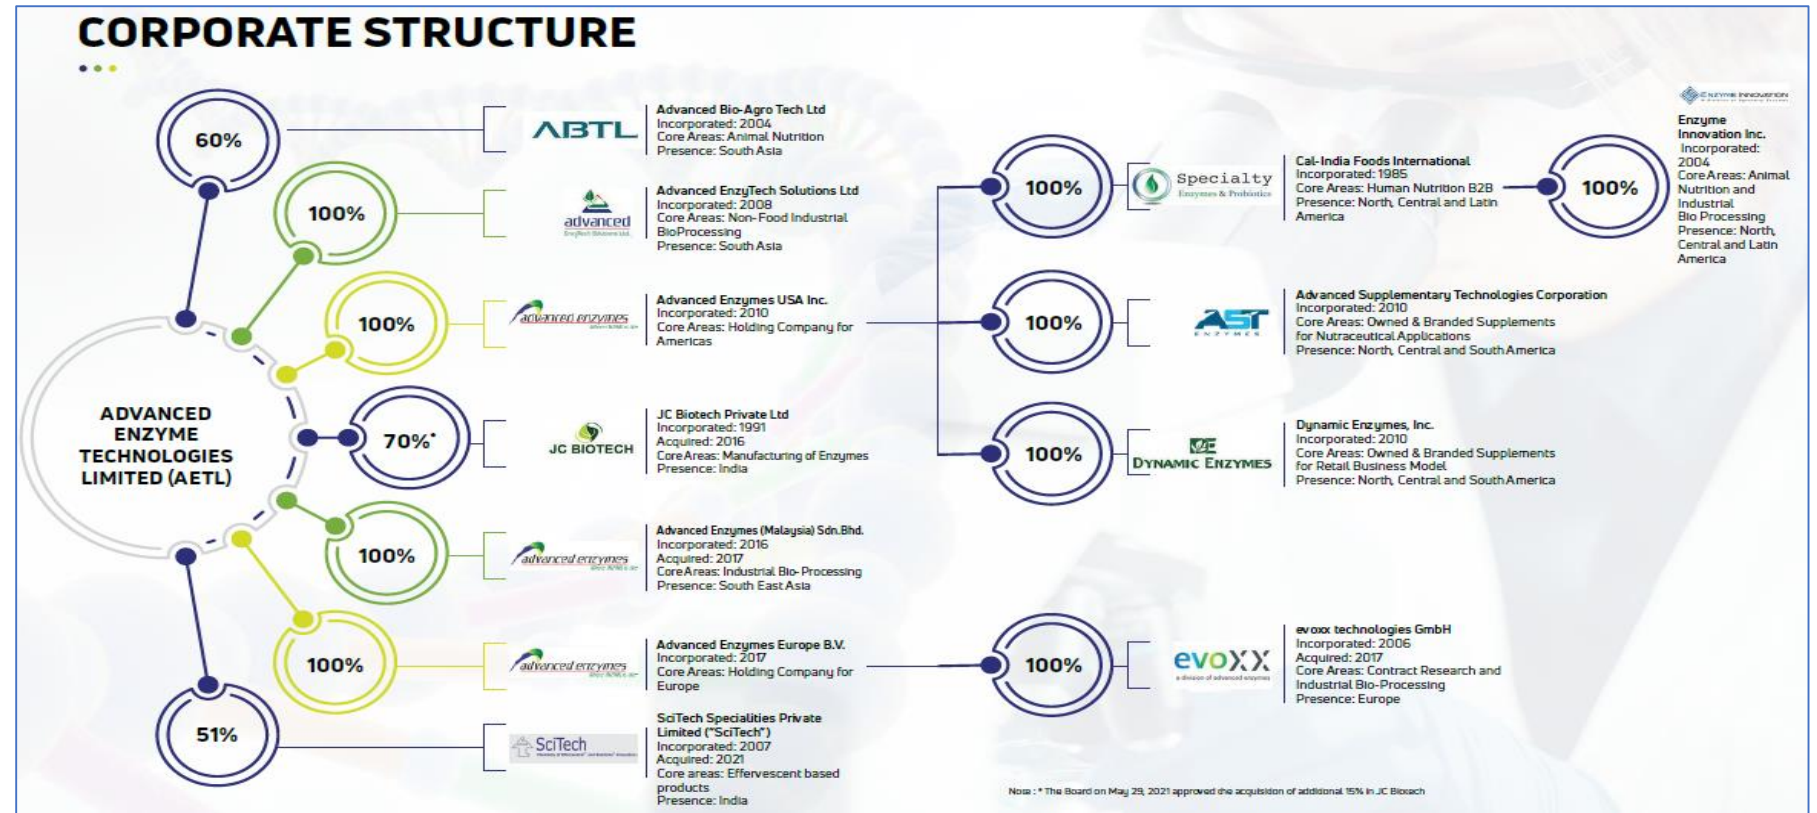 CORPORATE STRUCTURE
ADVANCED
ENZYME
TECHNOLOGIES
LIMITED (AETL)
60%
ABTL
Advanced Bio-Agro Tech Ltd
Incorporated: 2004
Core Areas: Animal Nutrition
Presence: South Asia
100%
advanced
Advanced EnzyTech Solutions Ltd
Incorporated: 2008
Core Areas: Non-Food Industrial
BioProcessing
Presence: South Asia
100%
advanced enzymes
Advanced Enzymes USA Inc.
Incorporated: 2010
Core Areas: Holding Company for
Americas
70%*
JC BIOTECH
JC Biotech Private Ltd
Incorporated: 1991
Acquired: 2016
Core Areas: Manufacturing of Enzymes
Presence: India
100%
advanced enzymes
Advanced Enzymes (Malaysia) Sdn.Bhd.
Incorporated: 2016
Acquired: 2017
Core Areas: Industrial Bio-Processing
Presence: South East Asia
100%
advanced enzymes
Advanced Enzymes Europe B.V.
Incorporated: 2017
Core Areas: Holding Company for
Europe
51%
SciTech
SciTech Specialities Private
Limited ("SciTech")
Incorporated: 2007
Acquired: 2021
Core areas: Effervescent based
products
Presence: India
100%
Specialty
Enzymes & Probiotics
Cal-India Foods International
Incorporated: 1985
Core Areas: Human Nutrition B2B
Presence: North, Central and Latin
America
100%
ENZYME INNOVATION
Enzyme
Innovation Inc.
Incorporated:
2004
Core Areas: Animal
Nutrition and
Industrial
Bio Processing
Presence: North,
Central and Latin
America
100%
AST
ENZYMES
Advanced Supplementary Technologies Corporation
Incorporated: 2010
Core Areas: Owned & Branded Supplements
for Nutraceutical Applications
Presence: North, Central and South America
100%
DYNAMIC ENZYMES
Dynamic Enzymes, Inc.
Incorporated: 2010
Core Areas: Owned & Branded Supplements
for Retail Business Model
Presence: North, Central and South America
100%
evoxx
a division of advanced enzymes
evoxx technologies GmbH
Incorporated: 2006
Acquired: 2017
Core Areas: Contract Research and
Industrial Bio-Processing
Presence: Europe
Note : * The Board on May 29, 2021 approved the acquisition of additional 15% in JC Biotech